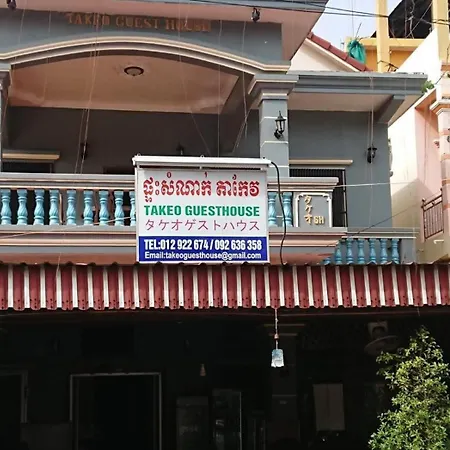 TAKEO GUEST HOUSE
ផ្ទះសំណាក់ តាកែវ
TAKEO GUESTHOUSE
タケオゲストハウス
TEL:012 922 674 / 092 636 358
Email:takeoguesthouse@gmail.com
GH